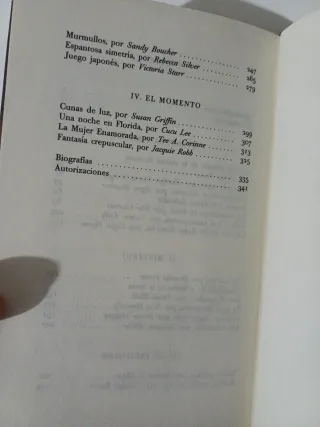 Murmullos, por Sandy Boucher 247
Espantosa simetría, por Rebecca Silver 265
Juego japonés, por Victoria Starr 279
IV. EL MOMENTO
Cunas de luz, por Susan Griffin 299
Una noche en Florida, por Cucu Lee 307
La Mujer Enamorada, por Tee A. Corinne 313
Fantasía crepuscular, por Jacquie Robb 325
Biografías 335
Autorizaciones 341